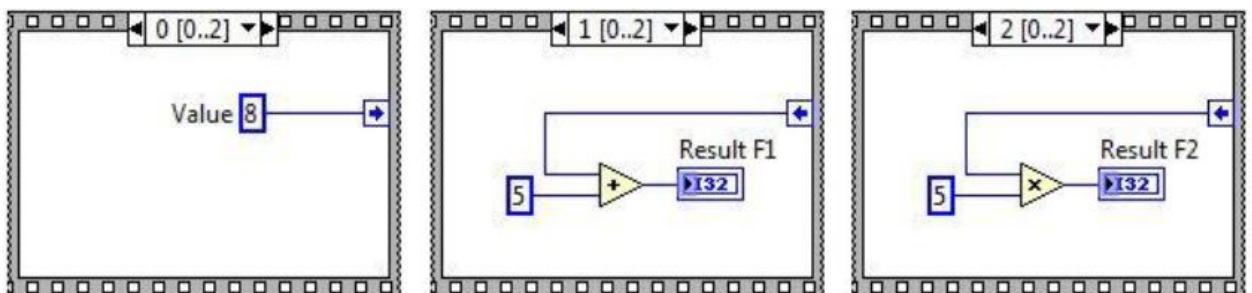 0 [0..2]
Value 8
1 [0..2]
Result F1
5
+
I32
2 [0..2]
Result F2
5
×
I32